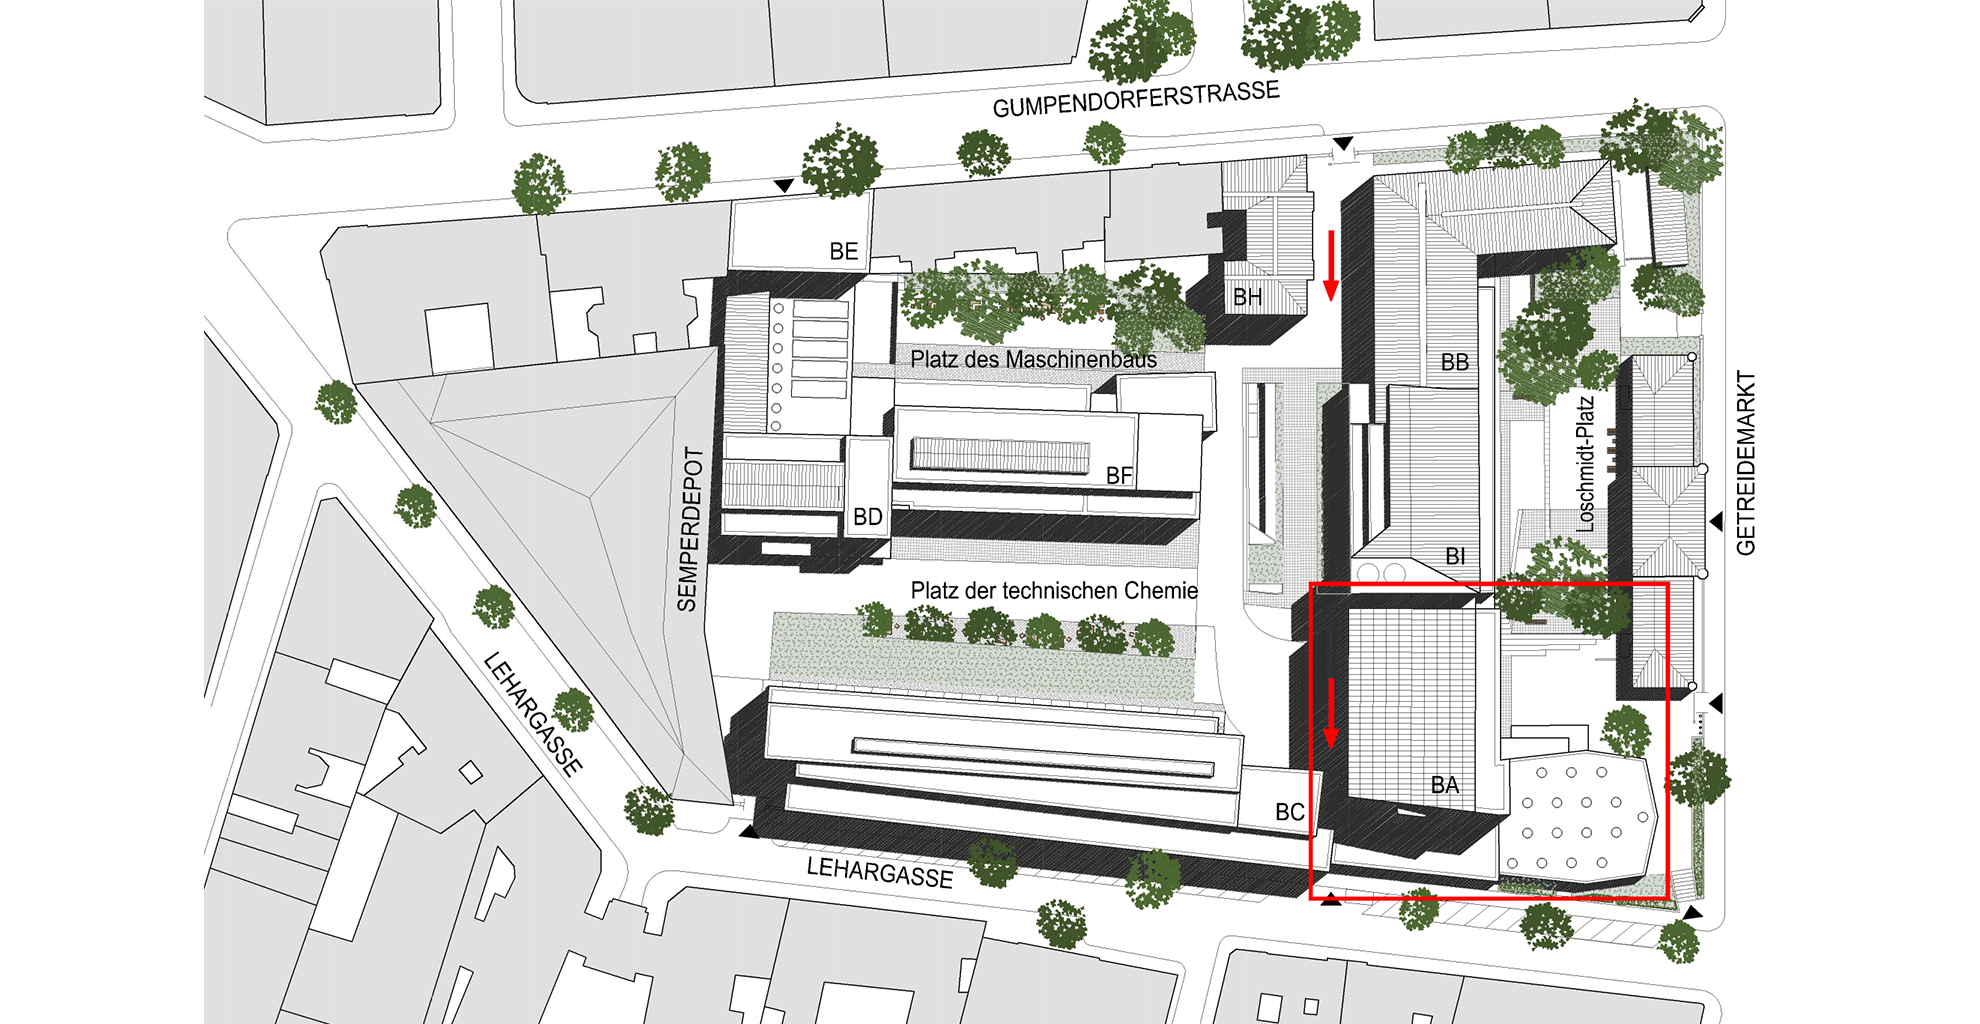 GUMPENDORFERSTRASSE
BE
BH
Platz des Maschinenbaus
BB
GETREIDEMARKT
Loschmidt-Platz
BF
BD
SEMPERDEPOT
BI
Platz der technischen Chemie
LEHARGASSE
BA
BC
LEHARGASSE